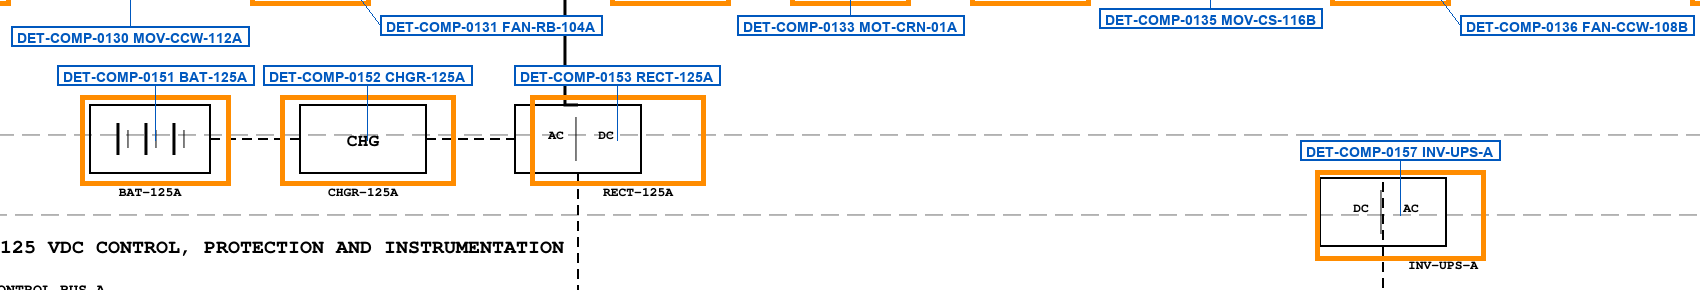 DET-COMP-0130 MOV-CCW-112A
DET-COMP-0131 FAN-RB-104A
DET-COMP-0133 MOT-CRN-01A
DET-COMP-0135 MOV-CS-116B
DET-COMP-0136 FAN-CCW-108B
DET-COMP-0151 BAT-125A
DET-COMP-0152 CHGR-125A
DET-COMP-0153 RECT-125A
CHG
AC
DC
BAT-125A
CHGR-125A
RECT-125A
DET-COMP-0157 INV-UPS-A
DC
AC
INV-UPS-A
125 VDC CONTROL, PROTECTION AND INSTRUMENTATION
ONTROL BUS A